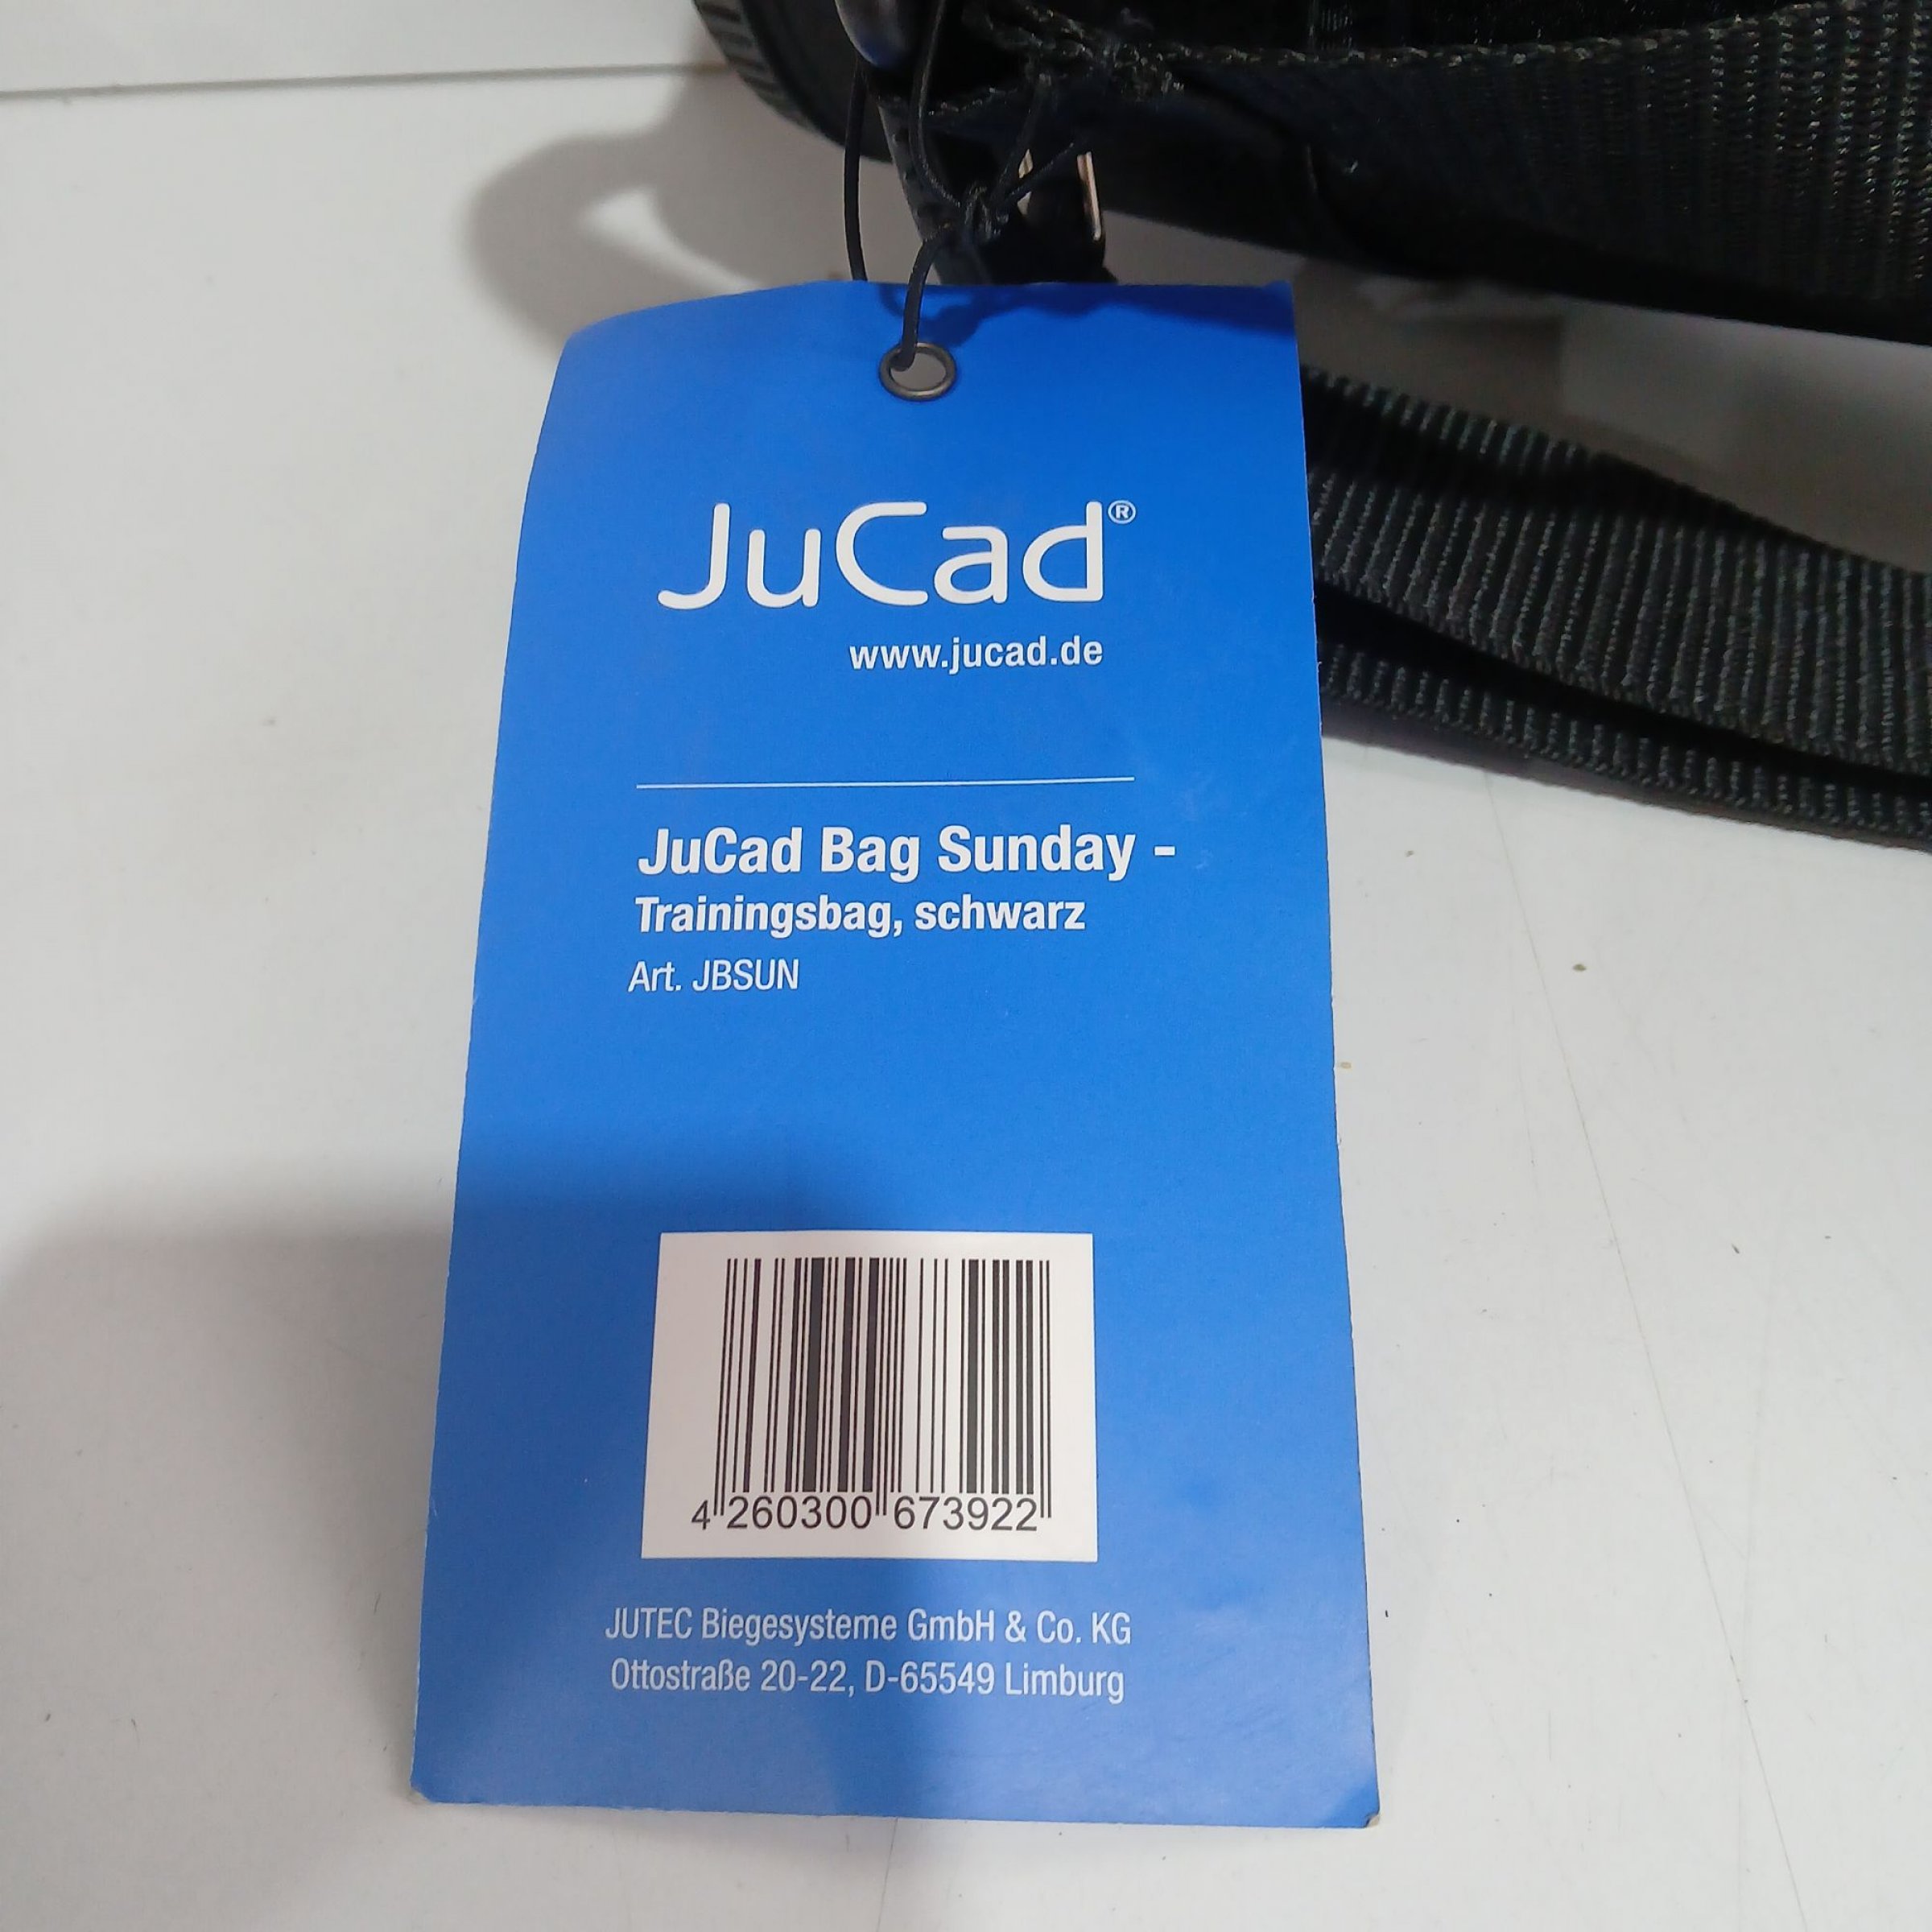 JuCad®
www.jucad.de
JuCad Bag Sunday -
Trainingsbag, schwarz
Art. JBSUN
4 260300 673922
JUTEC Biegesysteme GmbH & Co. KG
Ottostraße 20-22, D-65549 Limburg